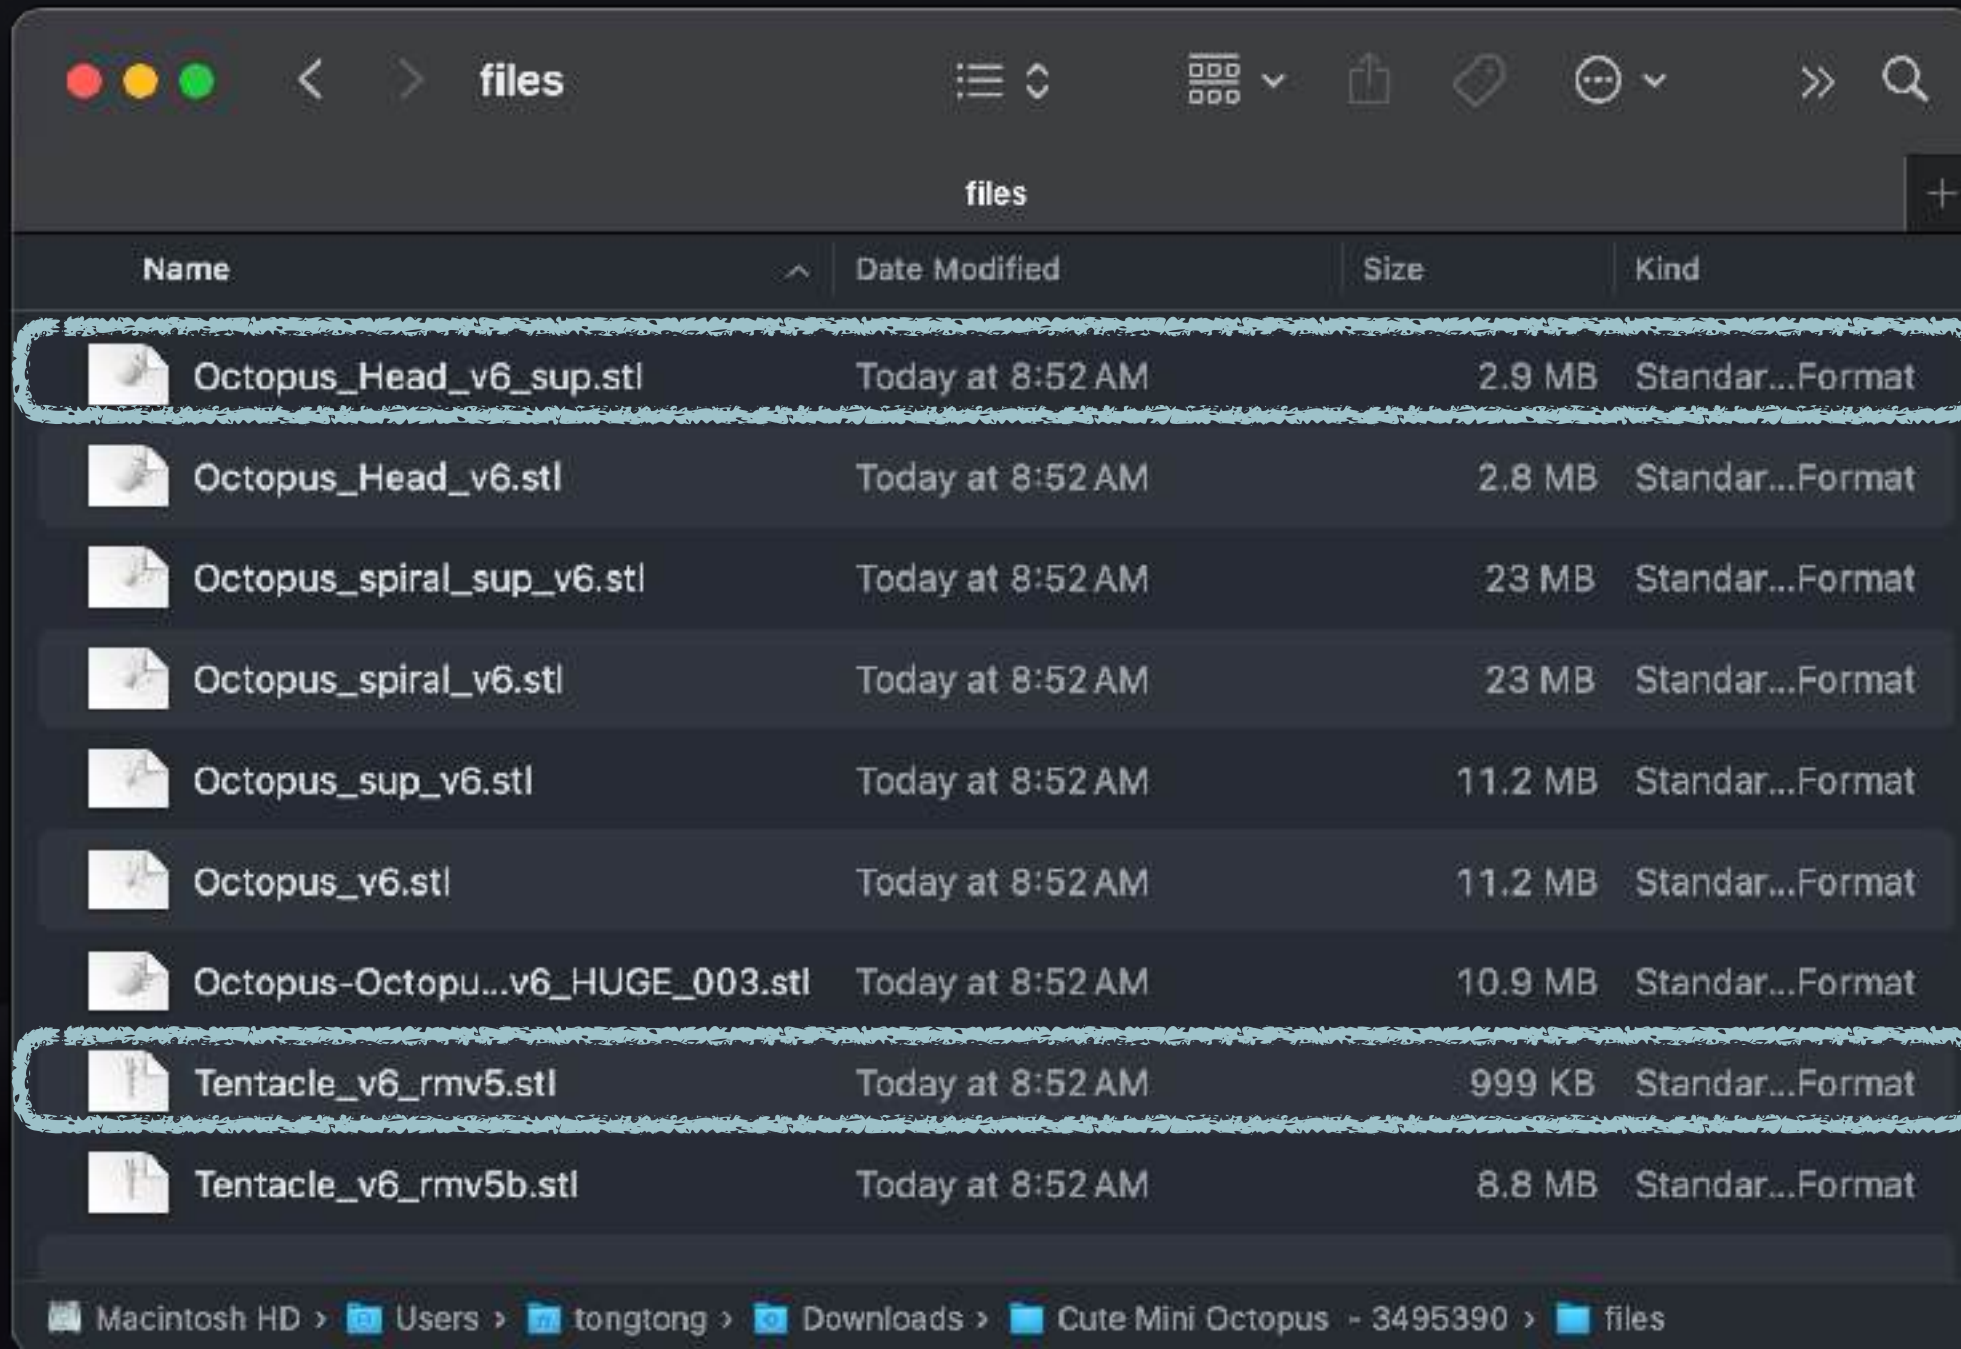 files
files
Name Date Modified Size Kind
Octopus_Head_v6_sup.stl Today at 8:52 AM 2.9 MB Standar...Format
Octopus_Head_v6.stl Today at 8:52 AM 2.8 MB Standar...Format
Octopus_spiral_sup_v6.stl Today at 8:52 AM 23 MB Standar...Format
Octopus_spiral_v6.stl Today at 8:52 AM 23 MB Standar...Format
Octopus_sup_v6.stl Today at 8:52 AM 11.2 MB Standar...Format
Octopus_v6.stl Today at 8:52 AM 11.2 MB Standar...Format
Octopus-Octopu...v6_HUGE_003.stl Today at 8:52 AM 10.9 MB Standar...Format
Tentacle_v6_rmv5.stl Today at 8:52 AM 999 KB Standar...Format
Tentacle_v6_rmv5b.stl Today at 8:52 AM 8.8 MB Standar...Format
Macintosh HD › Users › tongtong › Downloads › Cute Mini Octopus - 3495390 › files